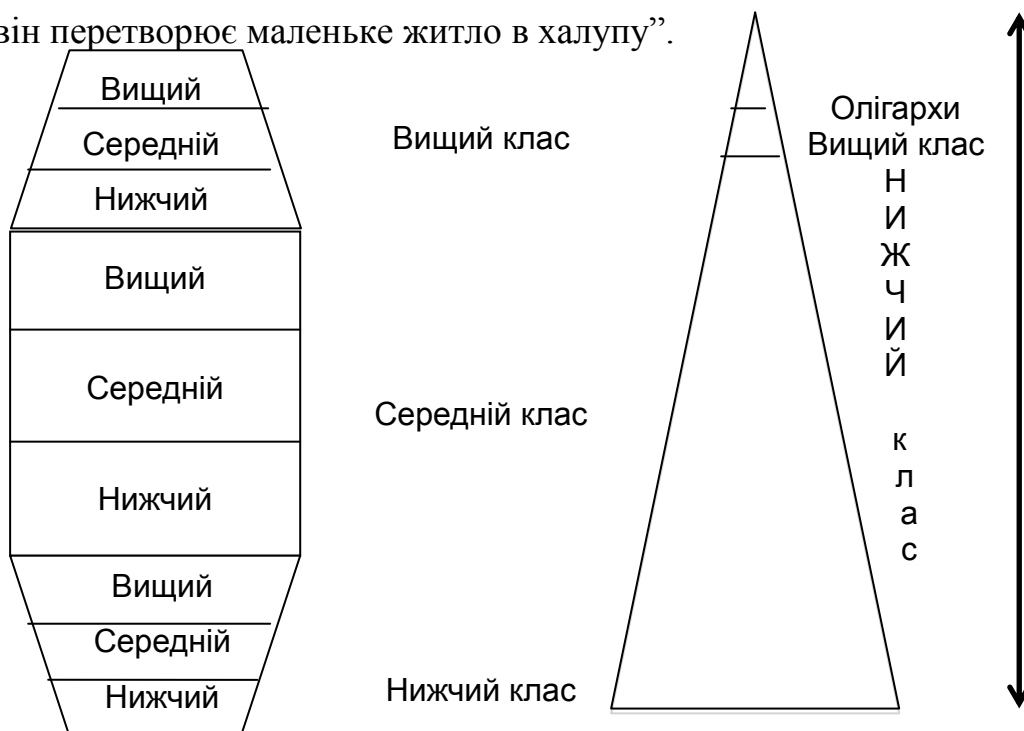 він перетворює маленьке житло в халупу”.
Вищий
Середній
Нижчий
Вищий
Середній
Нижчий
Вищий
Середній
Нижчий
Вищий клас
Середній клас
Нижчий клас
Олігархи
Вищий клас
Н
И
Ж
Ч
И
Й
к
л
а
с